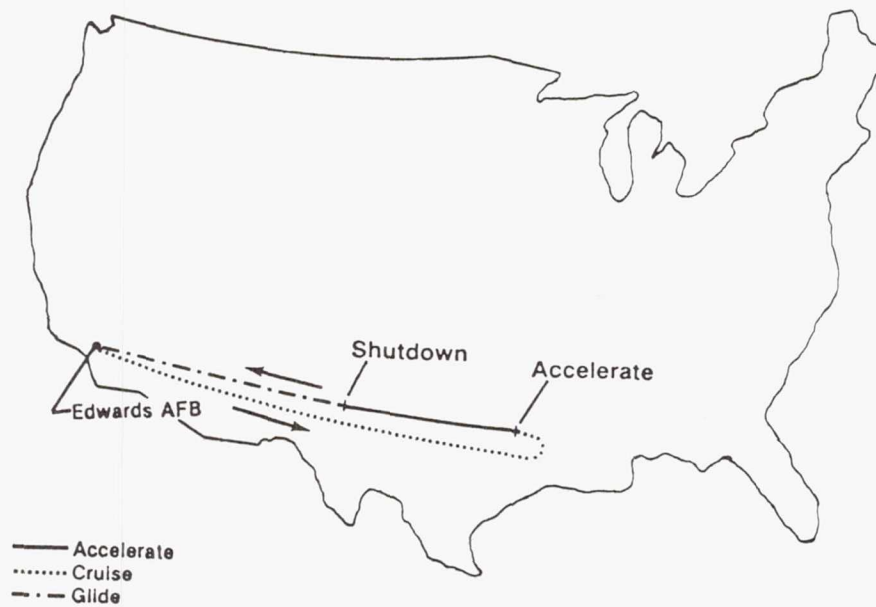 Shutdown
Accelerate
Edwards AFB
Accelerate
Cruise
Glide